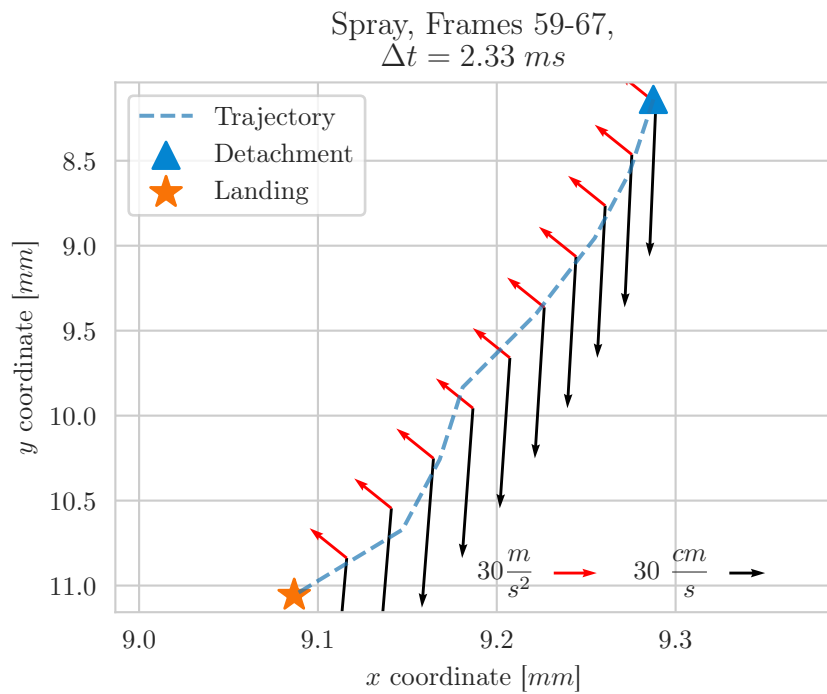 Spray, Frames 59-67,
Δt = 2.33 ms
Trajectory
Detachment
Landing
8.5
9.0
9.5
10.0
10.5
11.0
y coordinate [mm]
30 m/s² 30 cm/s
9.0 9.1 9.2 9.3
x coordinate [mm]